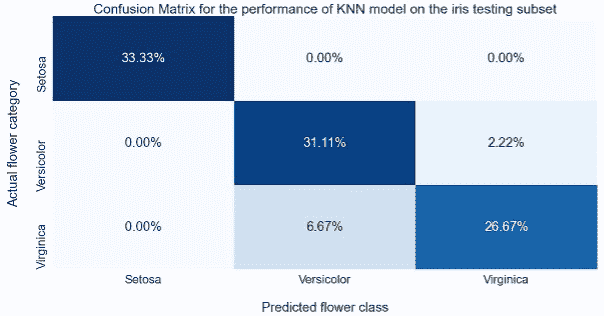 Confusion Matrix for the performance of KNN model on the iris testing subset
Actual flower category
Setosa
33.33%
0.00%
0.00%
Versicolor
0.00%
31.11%
2.22%
Virginica
0.00%
6.67%
26.67%
Setosa
Versicolor
Virginica
Predicted flower class